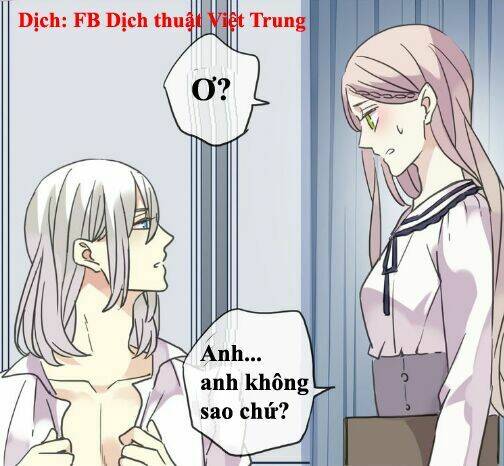 Dịch: FB Dịch thuật Việt Trung
Ơ?
Anh...
anh không
sao chứ?